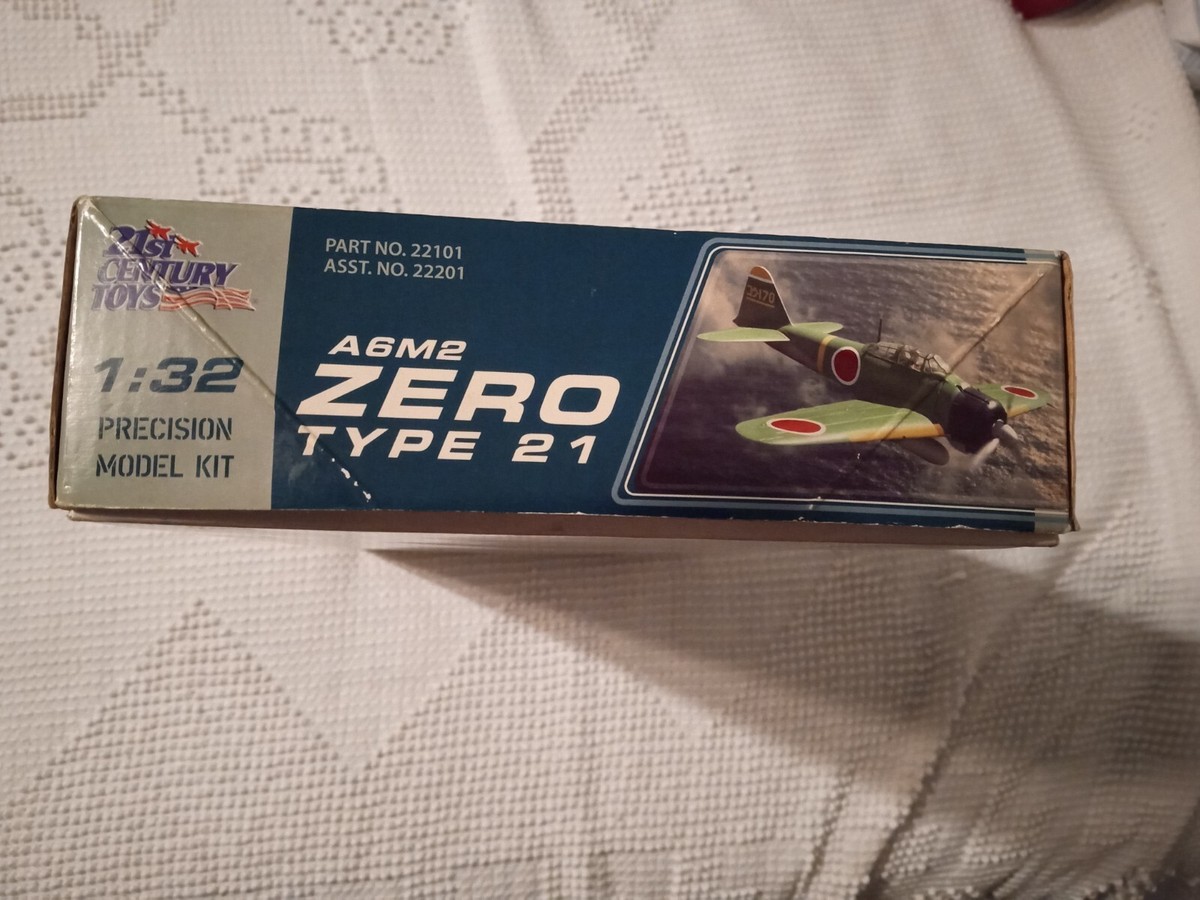 21st
CENTURY
TOYS
1:32
PRECISION
MODEL KIT
PART NO. 22101
ASST. NO. 22201
A6M2
ZERO
TYPE 21